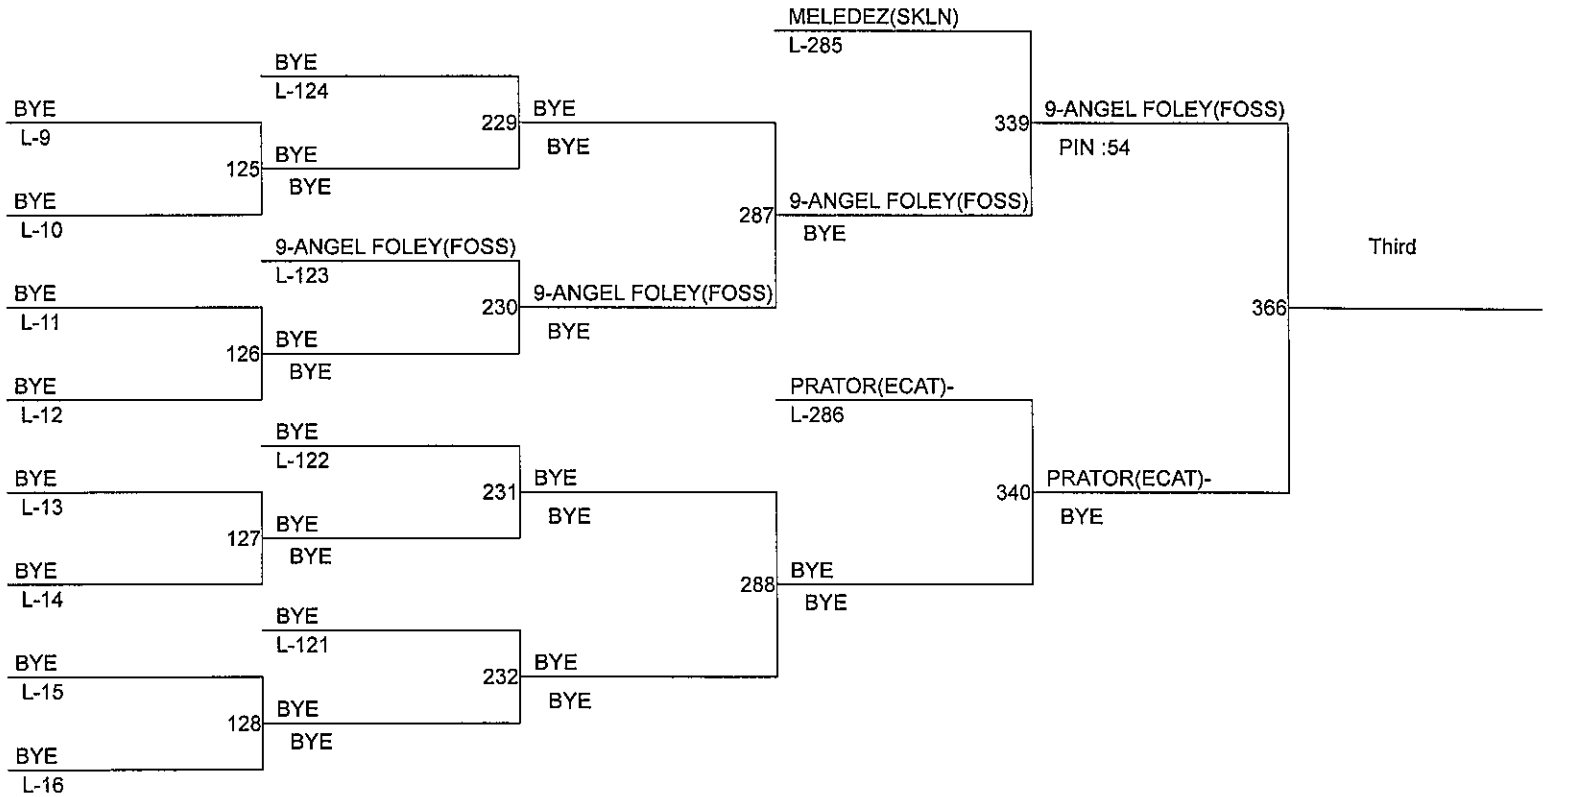 MELEDEZ(SKLN)
L-285
BYE
L-124
BYE
L-9
BYE
BYE
229
339
9-ANGEL FOLEY(FOSS)
PIN :54
125
BYE
BYE
BYE
L-10
287
9-ANGEL FOLEY(FOSS)
BYE
9-ANGEL FOLEY(FOSS)
L-123
Third
BYE
L-11
230
9-ANGEL FOLEY(FOSS)
BYE
366
126
BYE
BYE
BYE
L-12
PRATOR(ECAT)-
L-286
BYE
L-122
BYE
L-13
231
BYE
BYE
340
PRATOR(ECAT)-
BYE
127
BYE
BYE
BYE
L-14
288
BYE
BYE
BYE
L-121
BYE
L-15
232
BYE
BYE
128
BYE
BYE
BYE
L-16